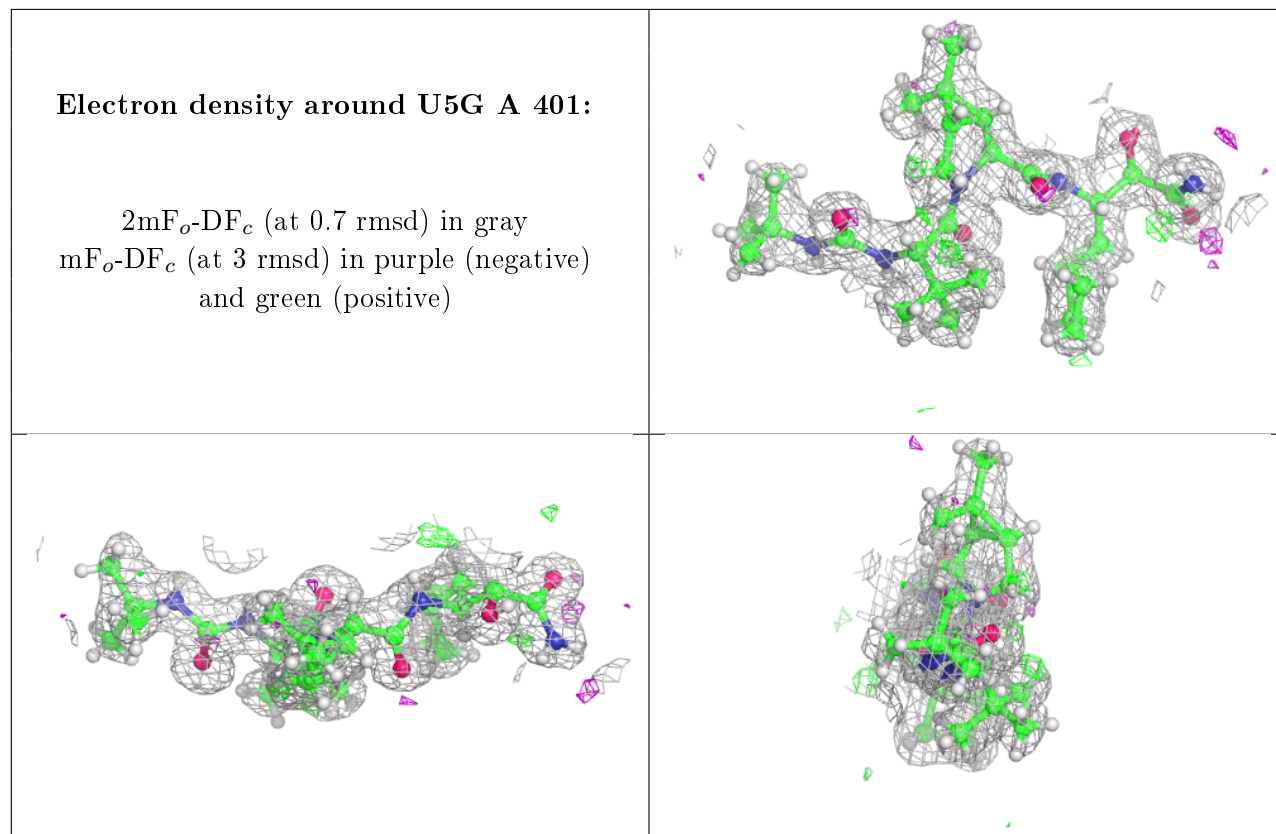 Electron density around U5G A 401:
2mFo-DFc (at 0.7 rmsd) in gray
mFo-DFc (at 3 rmsd) in purple (negative)
and green (positive)